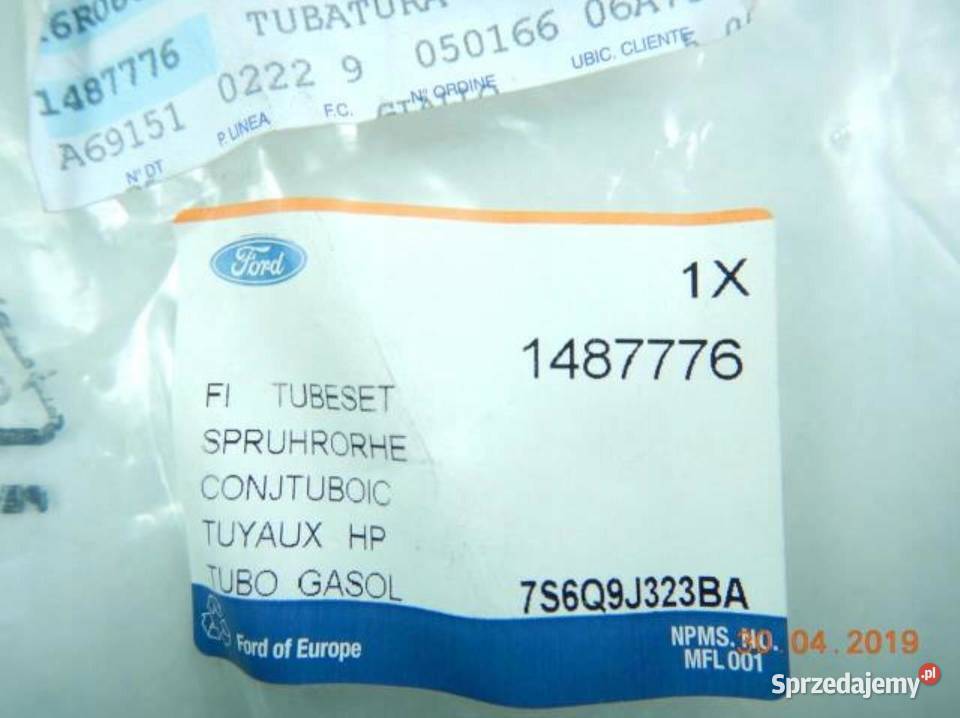 TUBATURA
1487776
0222 9 050166
A69151
P.LINEA
F.C.
N° ORDINE
UBIC. CLIENTE
N° DT
Ford
1X
1487776
FI TUBESET
SPRUHRORHE
CONJTUBOIC
TUYAUX HP
TUBO GASOL
7S6Q9J323BA
Ford of Europe
NPMS.
MFL 001
30.04.2019
Sprzedajemy.pl